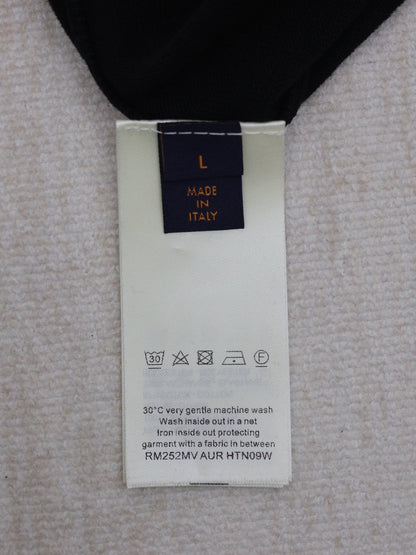 L
MADE
IN
ITALY
30
F
30°C very gentle machine wash
Wash inside out in a net
Iron inside out protecting
garment with a fabric in between
RM252MV AUR HTN09W